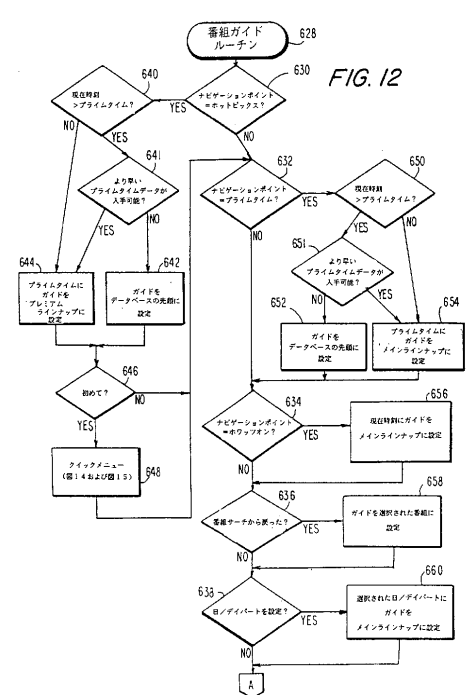 番組ガイド
ルーチン
628
FIG. 12
640
現在時刻
>プライムタイム?
YES
NO
630
ナビゲーションポイント
=ホットピックス?
YES
NO
641
より早い
プライムタイムデータが
入手可能?
YES
NO
632
ナビゲーションポイント
=プライムタイム?
YES
NO
650
現在時刻
>プライムタイム?
YES
NO
651
より早い
プライムタイムデータが
入手可能?
NO
YES
644
プライムタイムに
ガイドを
プレミアム
ラインナップに
設定
642
ガイドを
データベースの先頭に
設定
652
ガイドを
データベースの先頭に
設定
654
プライムタイムに
ガイドを
メインラインナップに
設定
646
初めて?
NO
YES
634
ナビゲーションポイント
=ホワッツオン?
YES
NO
656
現在時刻にガイドを
メインラインナップに設定
クイックメニュー
(図14および図15)
648
636
番組サーチから戻った?
YES
NO
658
ガイドを選択された番組に
設定
638
日/デイパートを設定?
YES
NO
660
選択された日/デイパートに
ガイドを
メインラインナップに設定
A